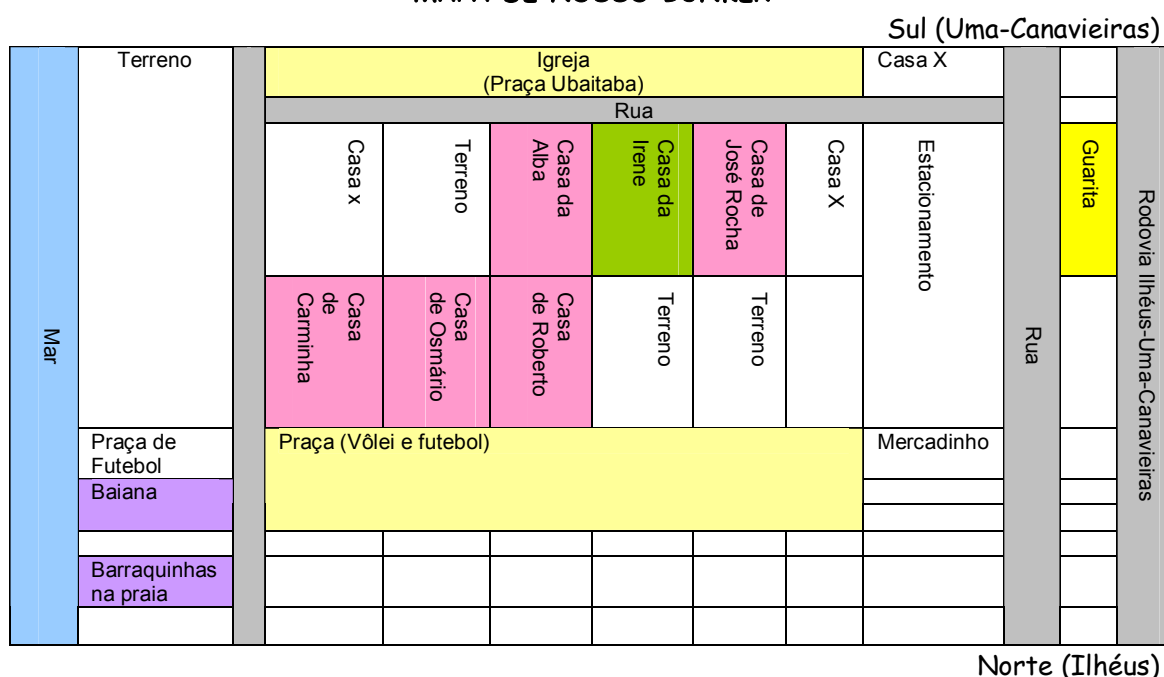 Sul (Uma-Canavieiras)
Terreno
Igreja
(Praça Ubaitaba)
Casa X
Rua
Casa x
Terreno
Casa da
Alba
Casa da
Irene
Casa de
José Rocha
Casa X
Estacionamento
Guarita
Rodovia Ilhéus-Uma-Canavieiras
Mar
Casa
de
Carminha
Casa
de Osmário
Casa
de Roberto
Terreno
Terreno
Rua
Praça de
Futebol
Praça (Vôlei e futebol)
Mercadinho
Baiana
Barraquinhas
na praia
Norte (Ilhéus)